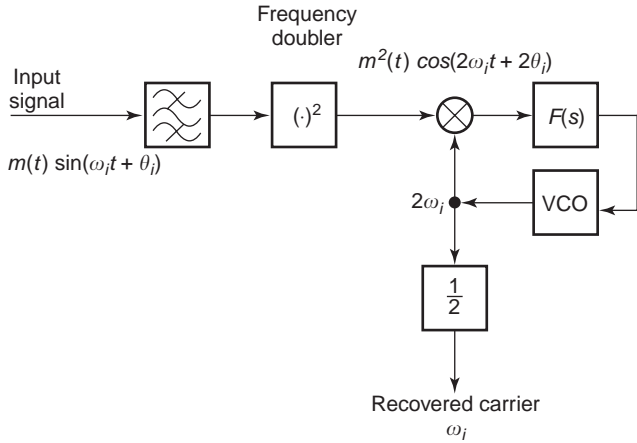 Frequency
doubler
m²(t) cos(2ωᵢt + 2θᵢ)
Input
signal
(·)²
F(s)
m(t) sin(ωᵢt + θᵢ)
2ωᵢ
VCO
1/2
Recovered carrier
ωᵢ